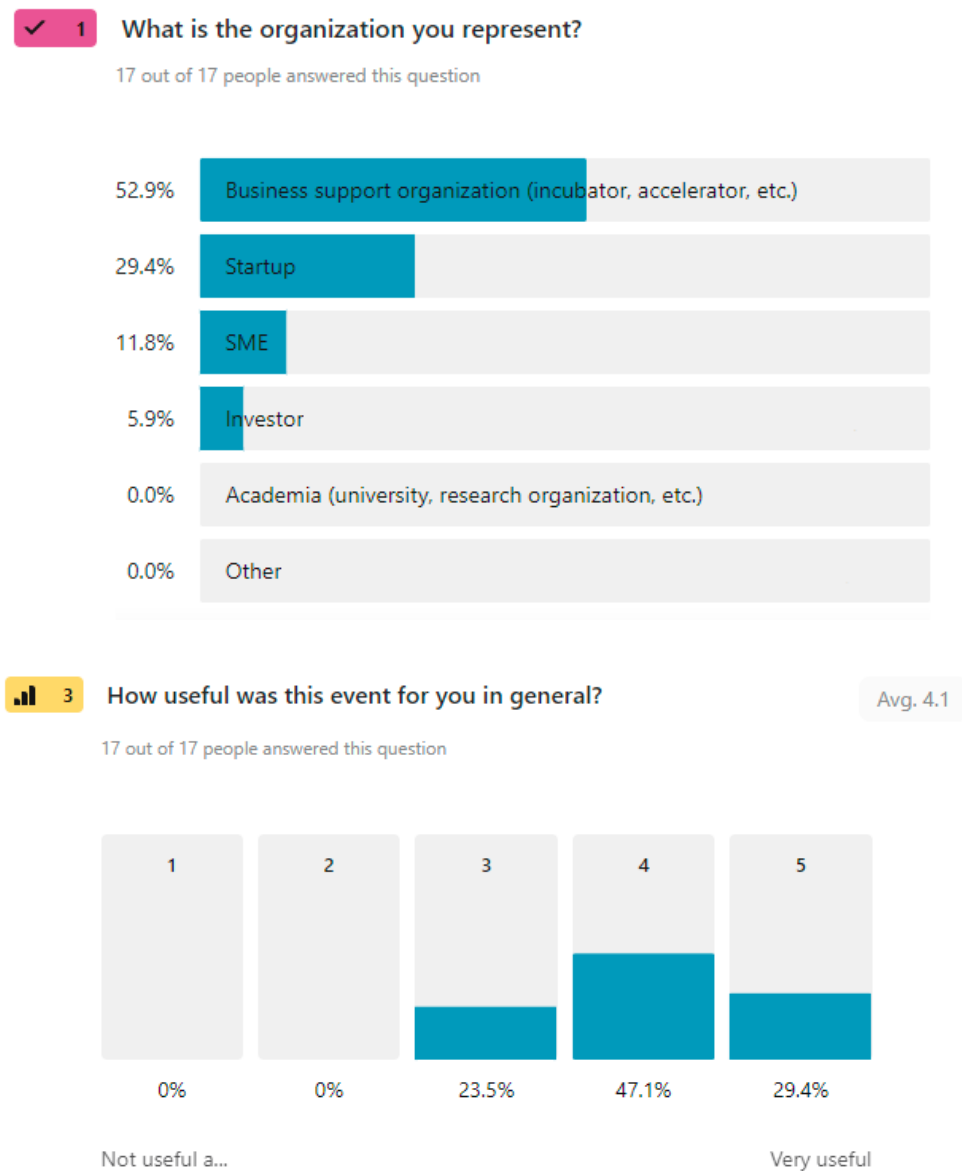 1 What is the organization you represent?
17 out of 17 people answered this question
52.9% Business support organization (incubator, accelerator, etc.)
29.4% Startup
11.8% SME
5.9% Investor
0.0% Academia (university, research organization, etc.)
0.0% Other
3 How useful was this event for you in general? Avg. 4.1
17 out of 17 people answered this question
1 2 3 4 5
0% 0% 23.5% 47.1% 29.4%
Not useful a... Very useful